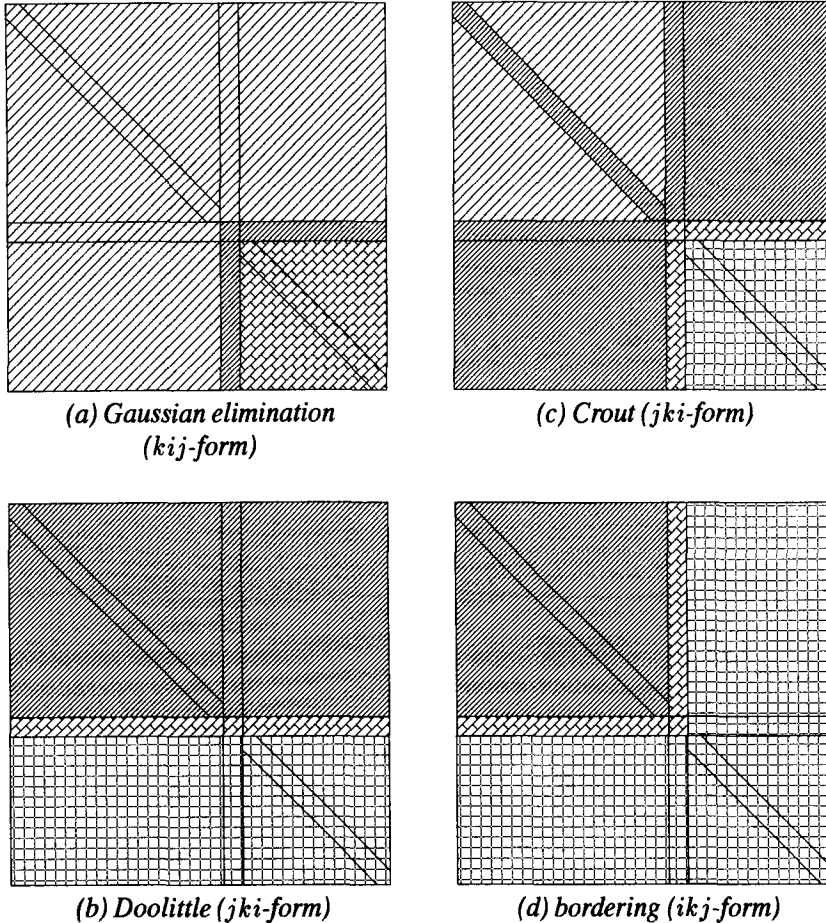 (a) Gaussian elimination
(kij-form)
(c) Crout (jki-form)
(b) Doolittle (jki-form)
(d) bordering (ikj-form)